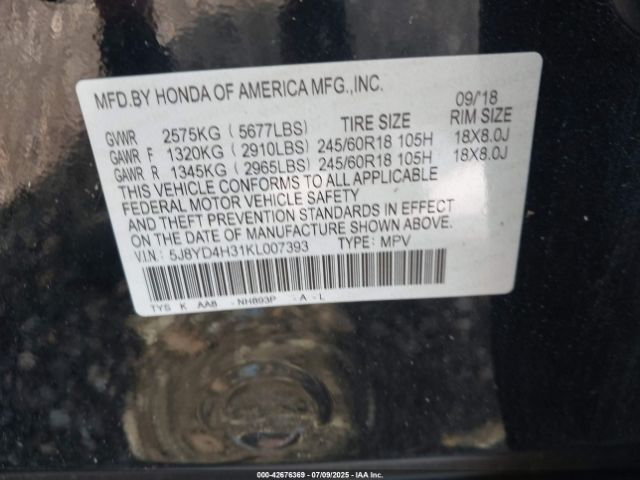 MFD.BY HONDA OF AMERICA MFG.,INC. 09/'18
TIRE SIZE RIM SIZE
GVWR 2575KG ( 5677LBS)
GAWR F 1320KG ( 2910LBS) 245/60R18 105H 18X8.0J
GAWR R 1345KG ( 2965LBS) 245/60R18 105H 18X8.0J
THIS VEHICLE CONFORMS TO ALL APPLICABLE
FEDERAL MOTOR VEHICLE SAFETY
AND THEFT PREVENTION STANDARDS IN EFFECT
ON THE DATE OF MANUFACTURE SHOWN ABOVE.
V.I.N: 5J8YD4H31KL007393 TYPE: MPV
TYS K AAB -NH893P -A -L
000-42676369 | 07/09/2025 | IAA Inc.